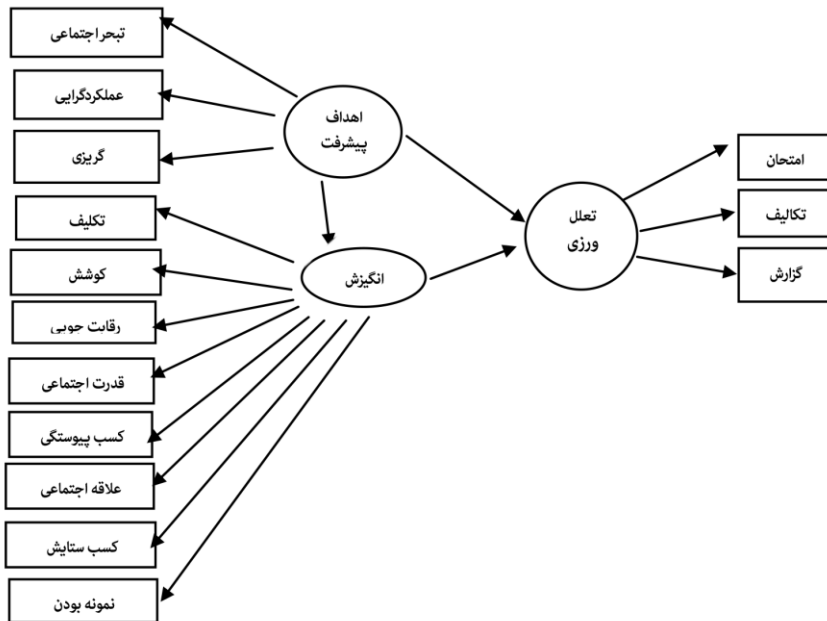 تبحر اجتماعی
عملکردگرایی
گریزی
تکلیف
کوشش
رقابت جویی
قدرت اجتماعی
کسب پیوستگی
علاقه اجتماعی
کسب ستایش
نمونه بودن
اهداف
پیشرفت
انگیزش
تعلل
ورزی
امتحان
تکالیف
گزارش